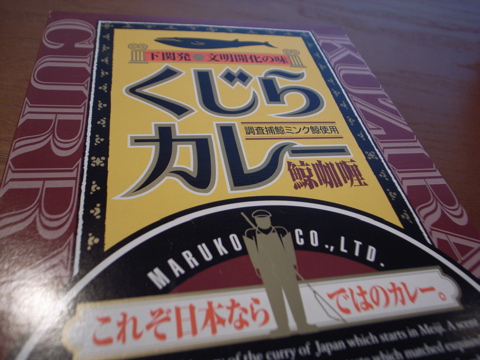 下関発●文明開化の味
くじら
調査捕鯨ミンク鯨使用
カレー
鯨咖喱
CURRY
KUZIRA
MARUKO CO.,LTD.
これぞ日本なら
ではのカレー。
of the curry of Japan which starts in Meiji. A scent